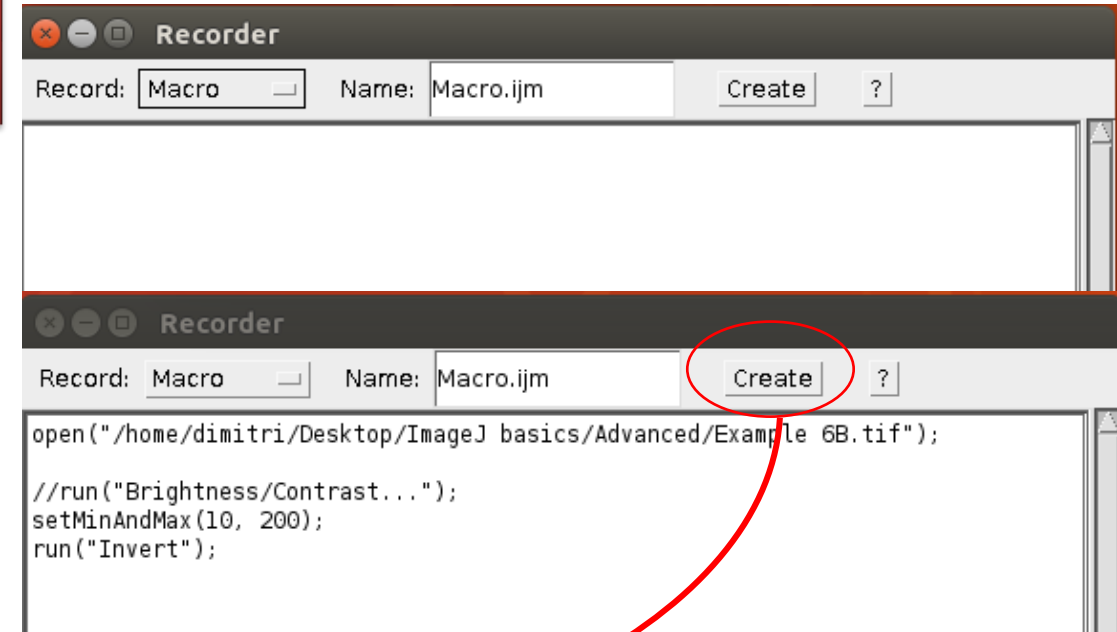 Recorder
Record: Macro Name: Macro.ijm Create ?
Recorder
Record: Macro Name: Macro.ijm Create ?
open("/home/dimitri/Desktop/ImageJ basics/Advanced/Example 6B.tif");
//run("Brightness/Contrast...");
setMinAndMax(10, 200);
run("Invert");